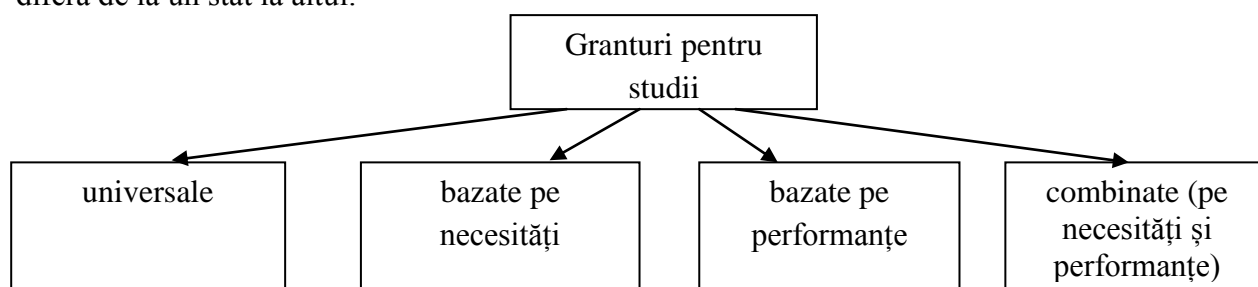 diferă de la un stat la altul.
Granturi pentru
studii
universale
bazate pe
necesități
bazate pe
performanțe
combinate (pe
necesități și
performanțe)